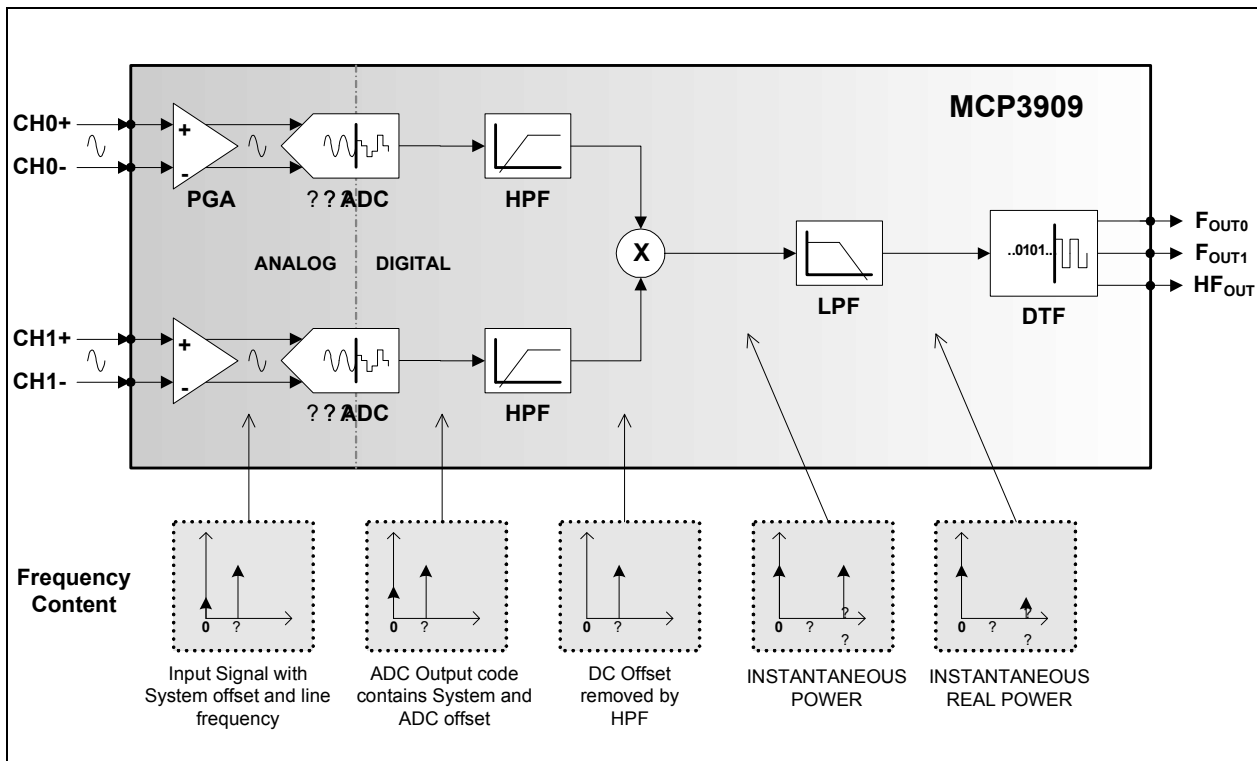 MCP3909
CH0+
CH0-
+
-
PGA
? ? ?ADC
HPF
ANALOG
DIGITAL
X
LPF
..0101..
DTF
FOUT0
FOUT1
HFOUT
CH1+
CH1-
+
-
? ? ?ADC
HPF
Frequency
Content
0
?
0
?
0
?
0
?
?
?
0
?
?
?
Input Signal with
System offset and line
frequency
ADC Output code
contains System and
ADC offset
DC Offset
removed by
HPF
INSTANTANEOUS
POWER
INSTANTANEOUS
REAL POWER